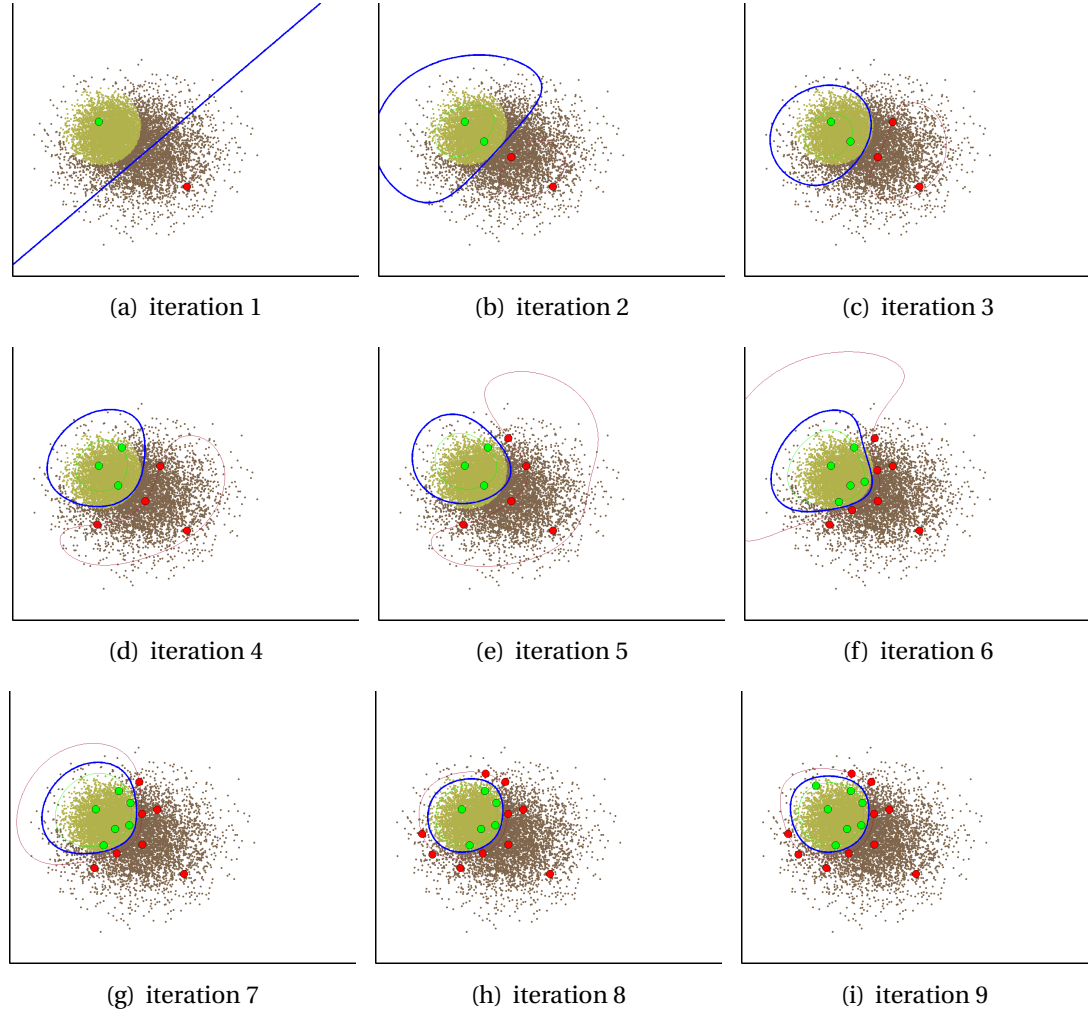 (a) iteration 1
(b) iteration 2
(c) iteration 3
(d) iteration 4
(e) iteration 5
(f) iteration 6
(g) iteration 7
(h) iteration 8
(i) iteration 9